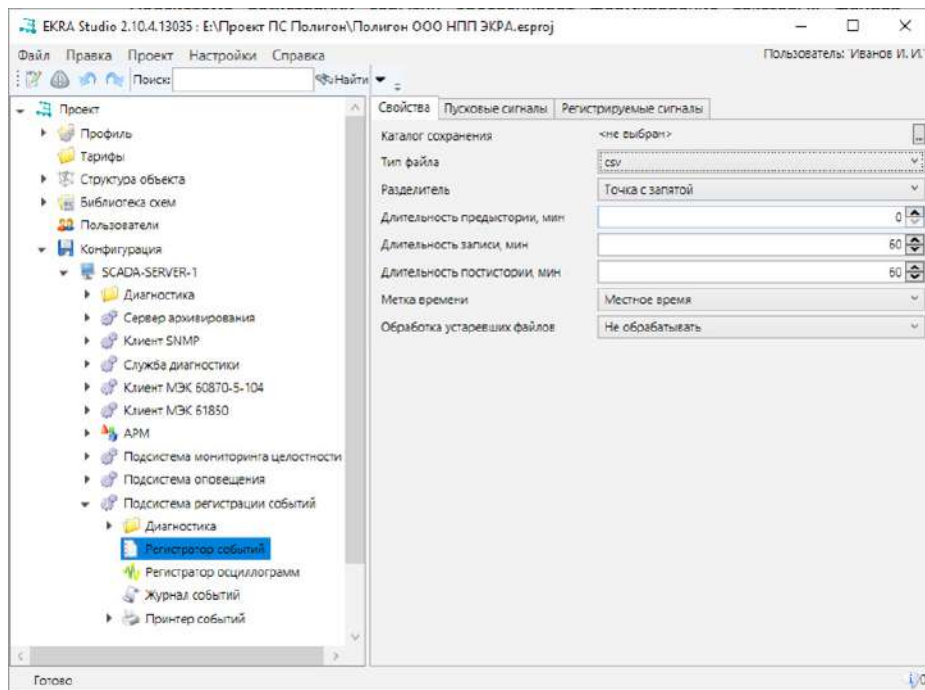 EKRA Studio 2.10.4.13035 : E:\Проект ПС Полигон\Полигон ООО НПП ЭКРА.esproj
Файл Правка Проект Настройки Справка
Пользователь: 'Иванов И. И.'
Поиск:
Найти
Проект
Профиль
Тарифы
Структура объекта
Библиотека схем
Пользователи
Конфигурация
SCADA-SERVER-1
Диагностика
Сервер архивирования
Клиент SNMP
Служба диагностики
Клиент МЭК 60870-5-104
Клиент МЭК 61850
АРМ
Подсистема мониторинга целостности
Подсистема оповещения
Подсистема регистрации событий
Диагностика
Регистратор событий
Регистратор осциллограмм
Журнал событий
Принтер событий
Свойства Пусковые сигналы Регистрируемые сигналы
Каталог сохранения <не выбран> ...
Тип файла csv
Разделитель Точка с запятой
Длительность предыстории, мин 0
Длительность записи, мин 60
Длительность постистории, мин 60
Метка времени Местное время
Обработка устаревших файлов Не обрабатывать
Готово
0